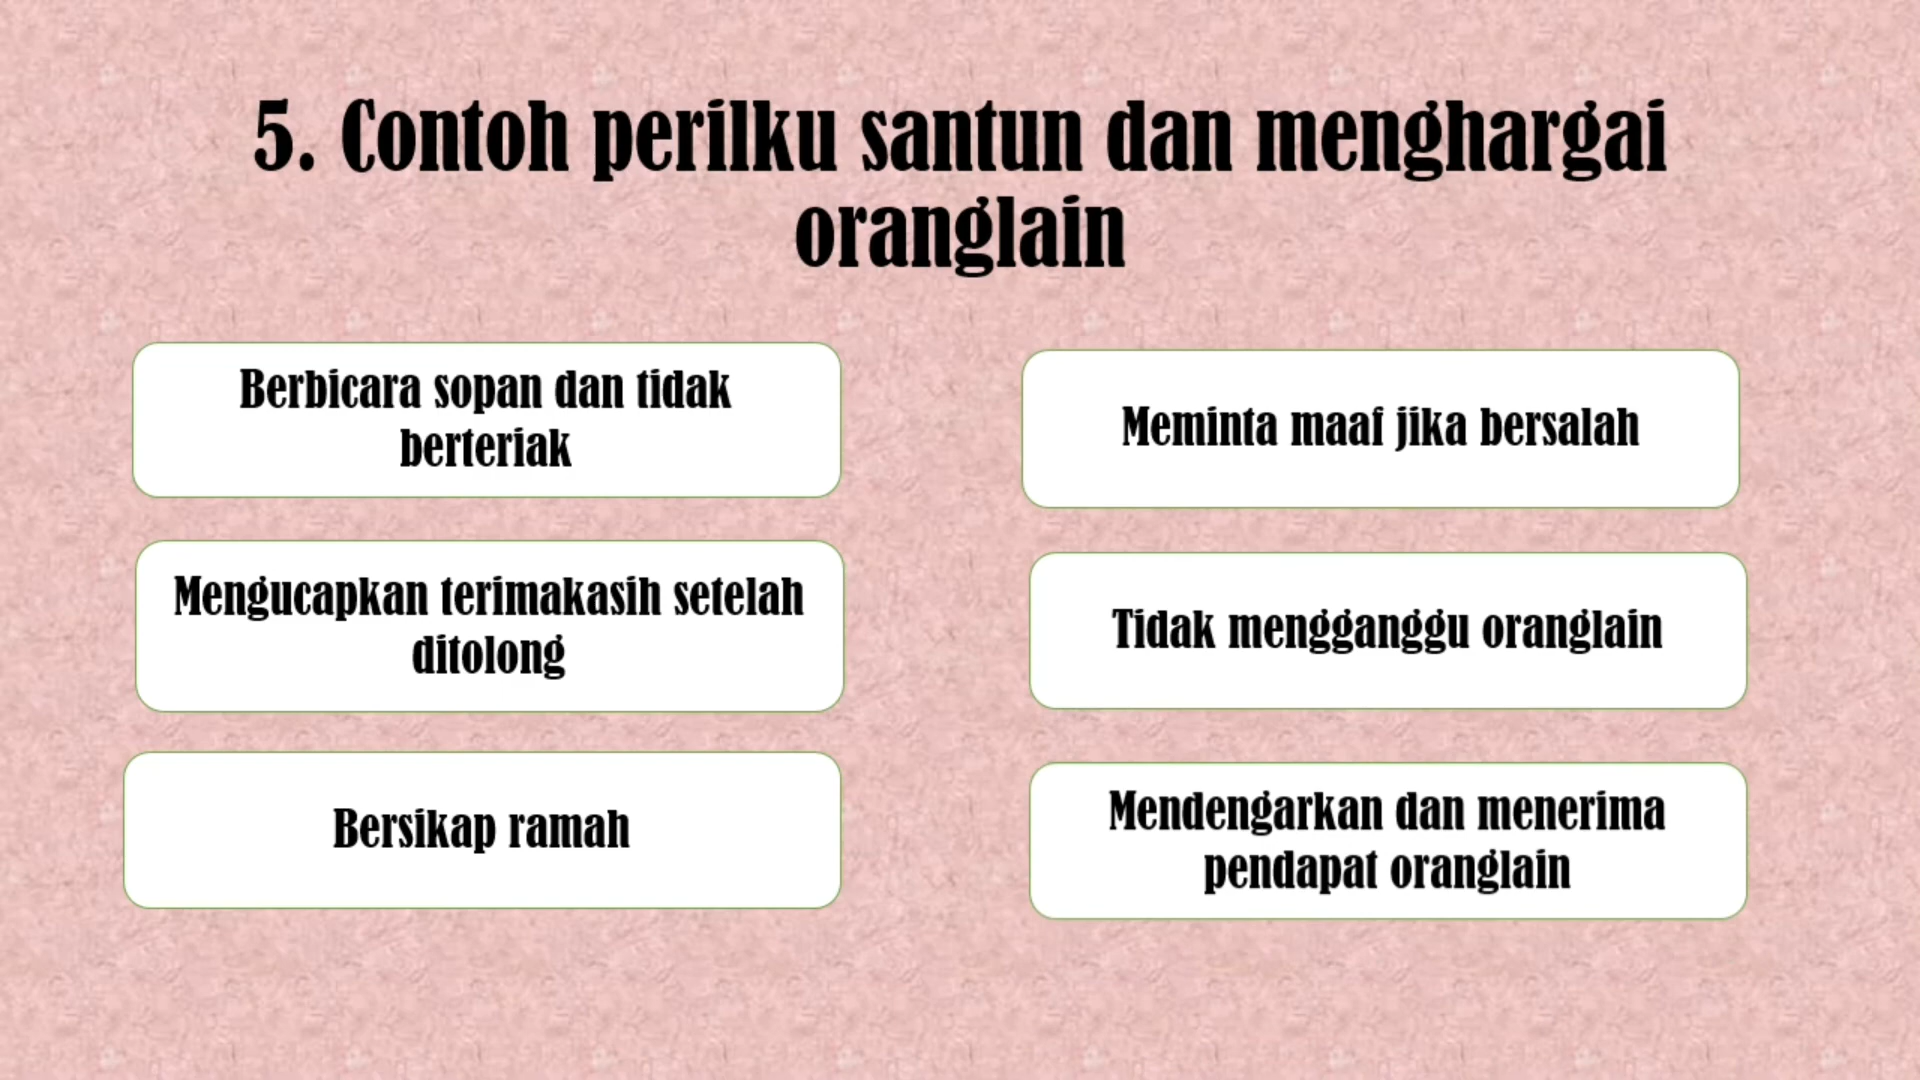 5. Contoh perilku santun dan menghargai
oranglain
Berbicara sopan dan tidak
berteriak
Mengucapkan terimakasih setelah
ditolong
Bersikap ramah
Meminta maaf jika bersalah
Tidak mengganggu oranglain
Mendengarkan dan menerima
pendapat oranglain